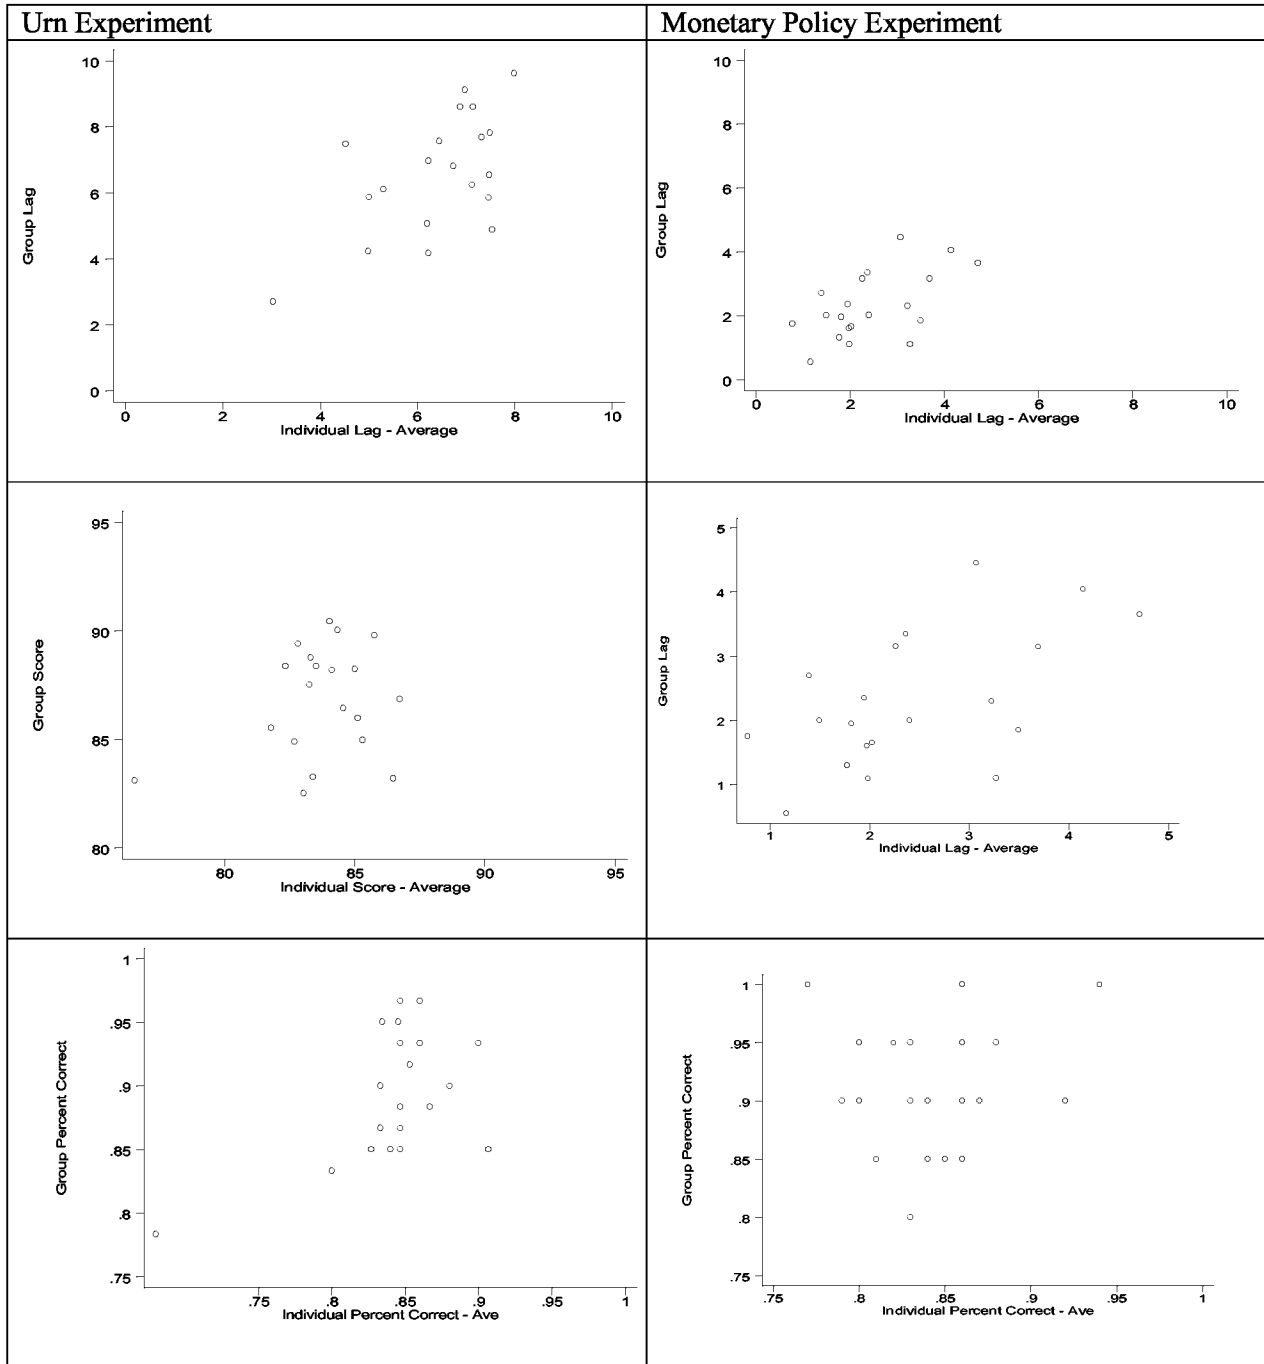 Urn Experiment
Monetary Policy Experiment
10
8
6
4
2
0
Group Lag
0 2 4 6 8 10
Individual Lag - Average
10
8
6
4
2
0
Group Lag
0 2 4 6 8 10
Individual Lag - Average
95
90
85
80
Group Score
80 85 90 95
Individual Score - Average
5
4
3
2
1
Group Lag
1 2 3 4 5
Individual Lag - Average
1
.95
.9
.85
.8
.75
Group Percent Correct
.75 .8 .85 .9 .95 1
Individual Percent Correct - Ave
1
.95
.9
.85
.8
.75
Group Percent Correct
.75 .8 .85 .9 .95 1
Individual Percent Correct - Ave